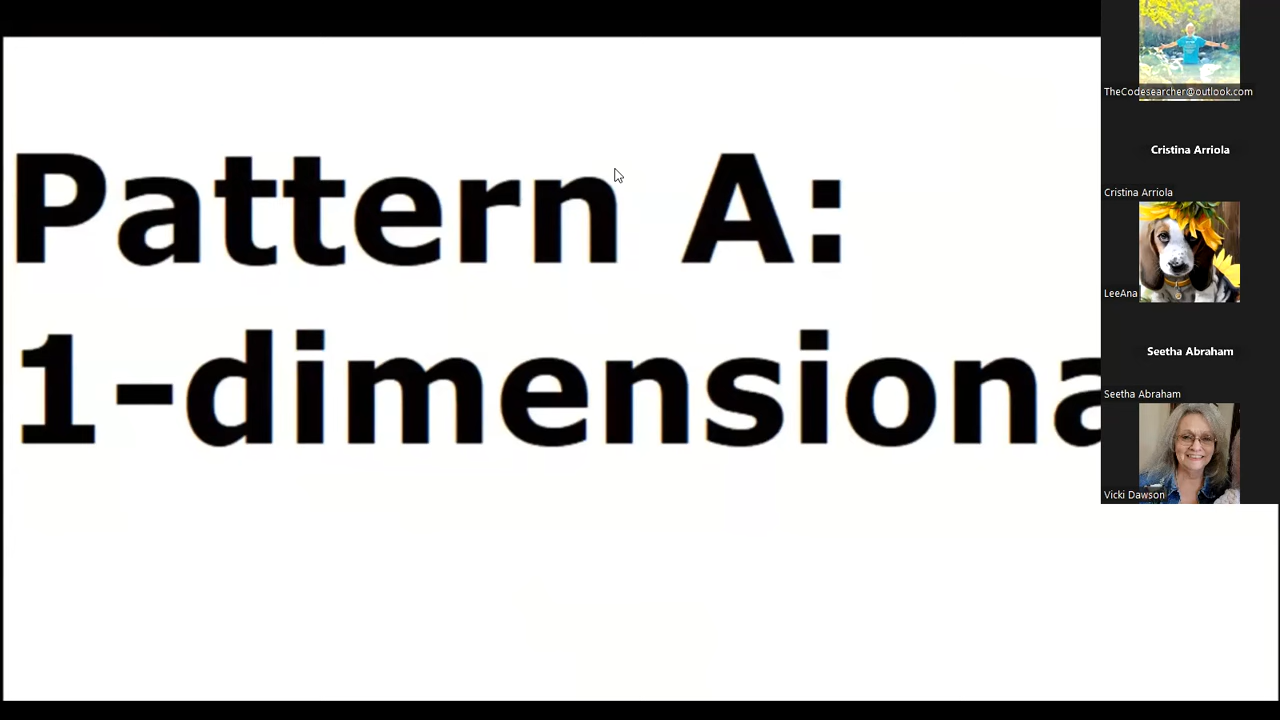 Pattern A:
1-dimensiona
TheCodesearcher@outlook.com
Cristina Arriola
Cristina Arriola
LeeAna
Seetha Abraham
Seetha Abraham
Vicki Dawson